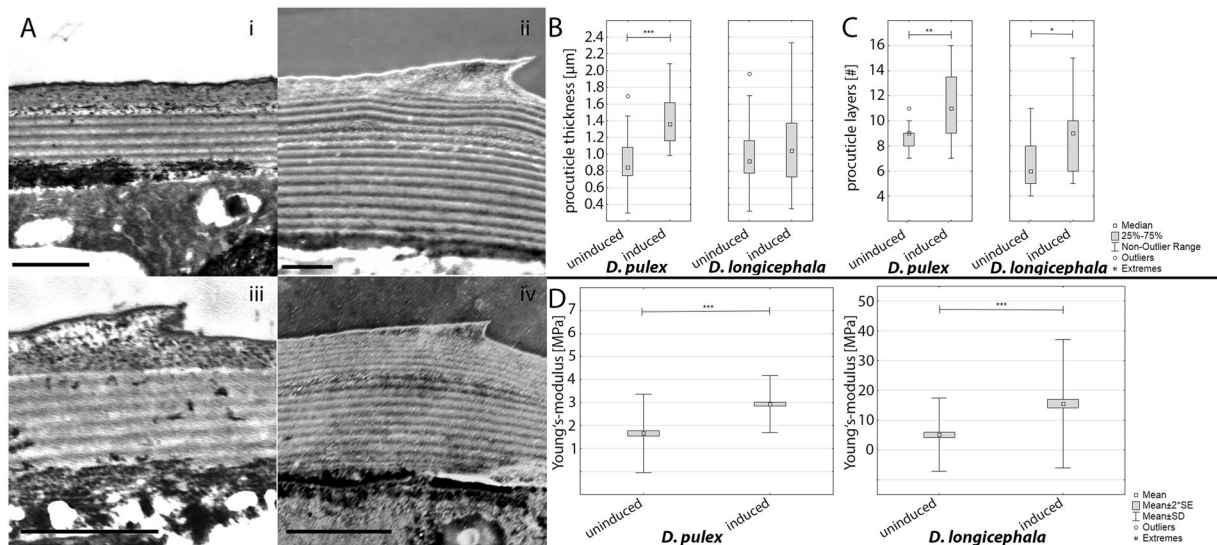 A
i
ii
iii
iv
B
procuticle thickness [µm]
2.4
2.2
2.0
1.8
1.6
1.4
1.2
1.0
0.8
0.6
0.4
***
uninduced
induced
D. pulex
uninduced
induced
D. longicephala
C
procuticle layers [#]
16
14
12
10
8
6
4
**
uninduced
induced
D. pulex
*
uninduced
induced
D. longicephala
Median
25%-75%
Non-Outlier Range
Outliers
Extremes
D
Young's-modulus [MPa]
7
6
5
4
3
2
1
***
uninduced
induced
D. pulex
Young's-modulus [MPa]
50
40
30
20
10
0
***
uninduced
induced
D. longicephala
Mean
Mean±2*SE
Mean±SD
Outliers
Extremes